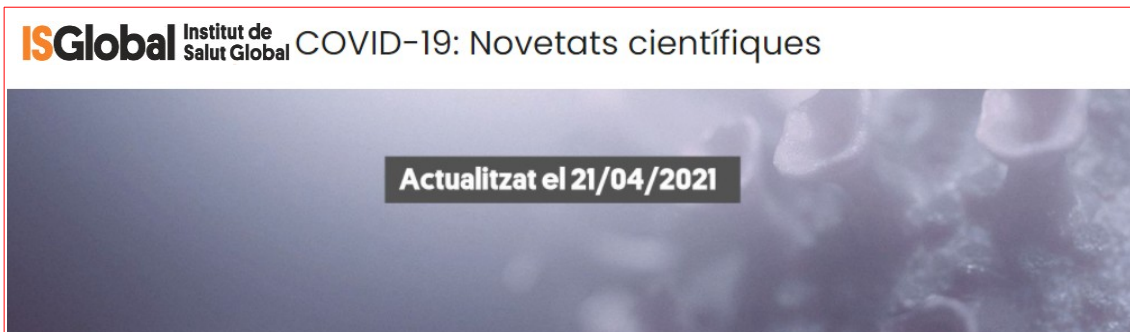 ISGlobal Institut de Salut Global COVID-19: Novetats científiques
Actualitzat el 21/04/2021